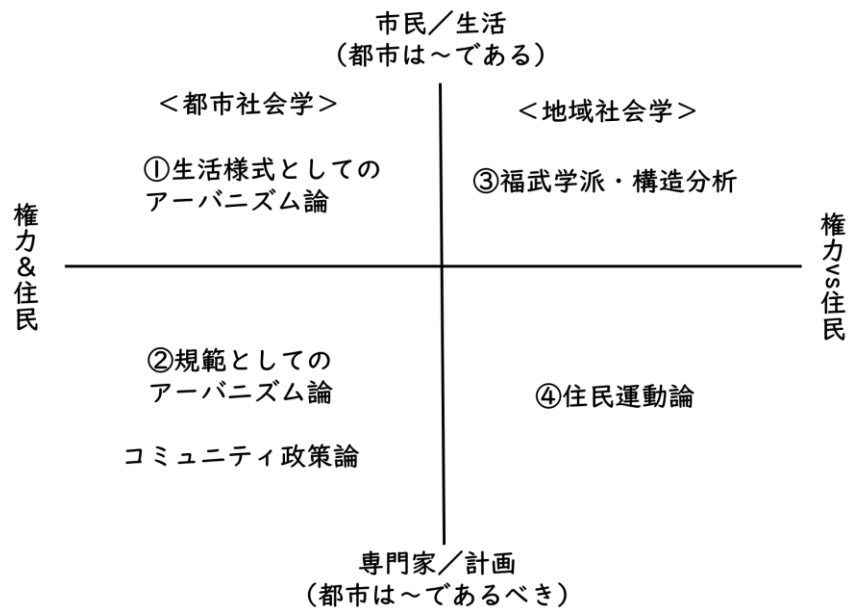 市民／生活
（都市は～である）
＜都市社会学＞
＜地域社会学＞
①生活様式としての
アーバニズム論
③福武学派・構造分析
権力&住民
権力vs住民
②規範としての
アーバニズム論
④住民運動論
コミュニティ政策論
専門家／計画
（都市は～であるべき）